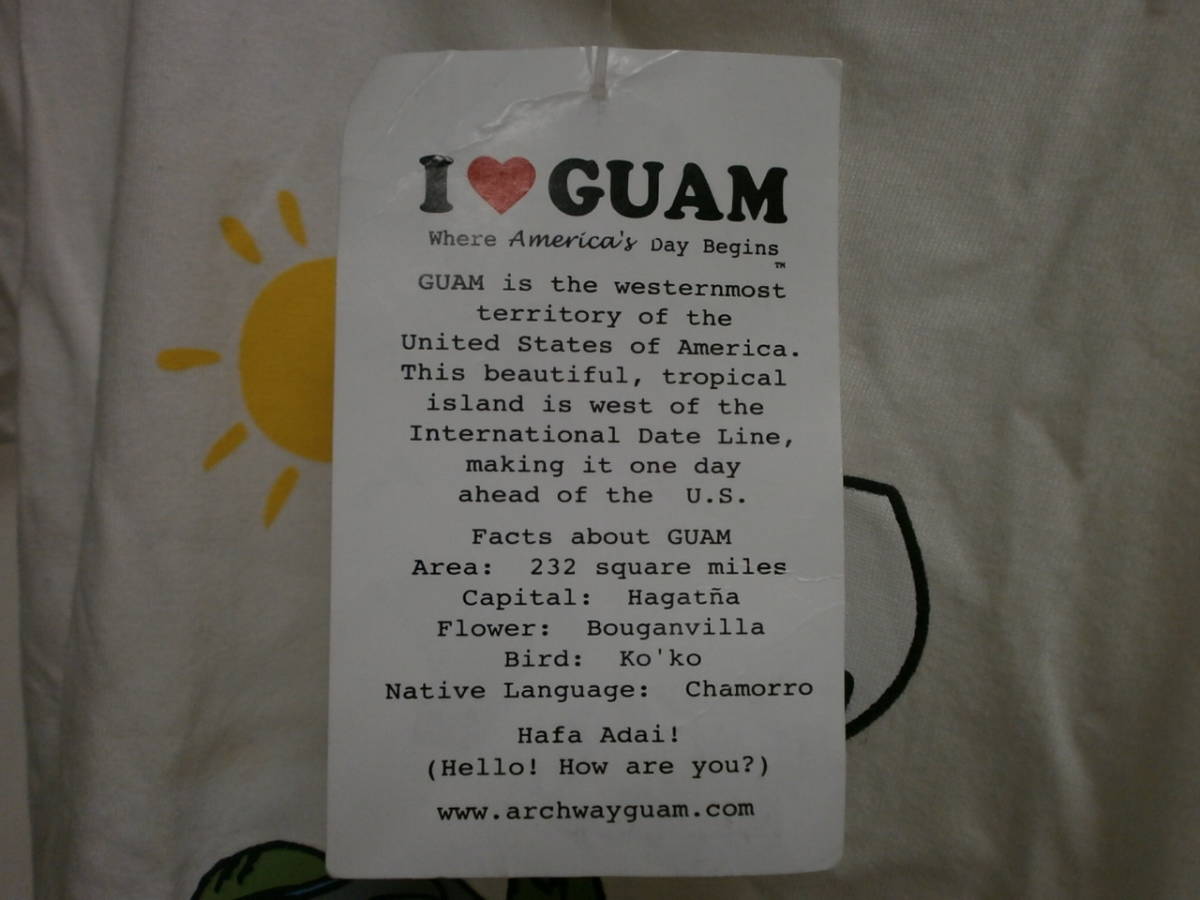 I ❤ GUAM
Where America's Day Begins
™
GUAM is the westernmost
territory of the
United States of America.
This beautiful, tropical
island is west of the
International Date Line,
making it one day
ahead of the U.S.
Facts about GUAM
Area: 232 square miles
Capital: Hagatña
Flower: Bouganvilla
Bird: Ko'ko
Native Language: Chamorro
Hafa Adai!
(Hello! How are you?)
www.archwayguam.com